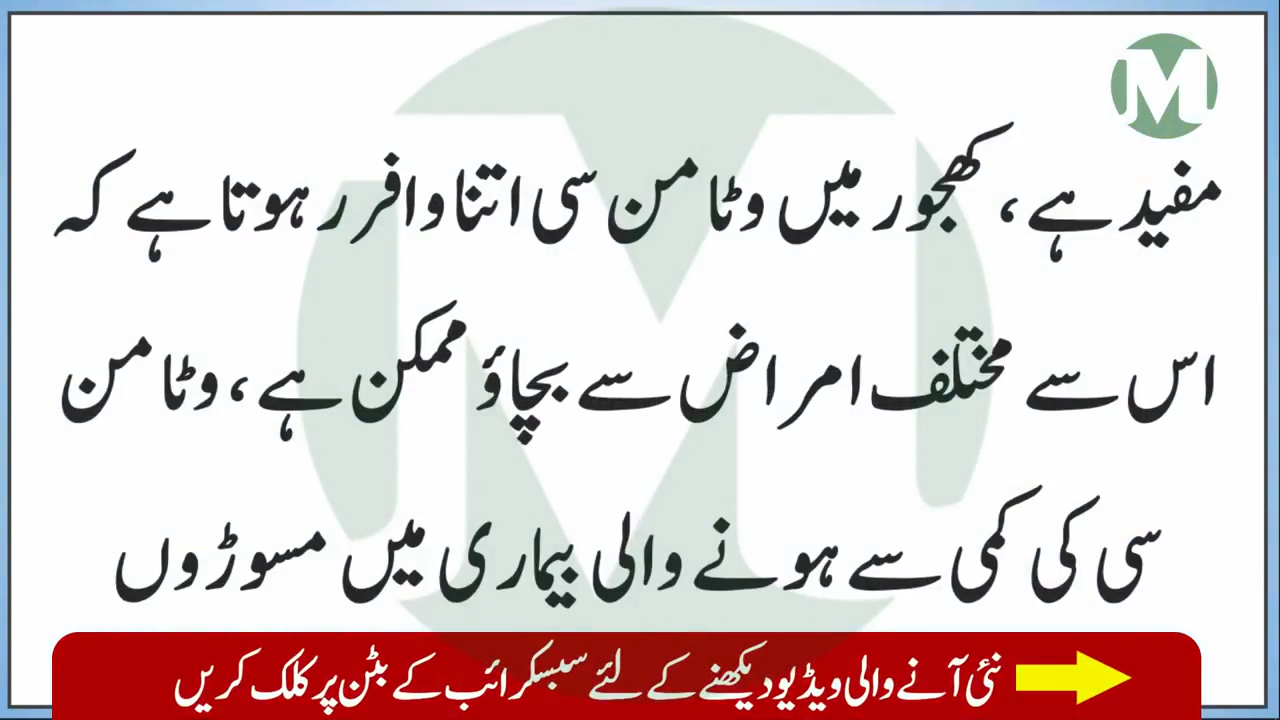 مفید ہے، کھجور میں وٹامن سی اتنا وافر ر ہوتا ہے کہ
اس سے مختلف امراض سے بچاؤ ممکن ہے، وٹامن
سی کی کمی سے ہونے والی بیماری میں مسوڑوں
نئی آنے والی ویڈیو دیکھنے کے لئے سبسکرائب کے بٹن پر کلک کریں
M